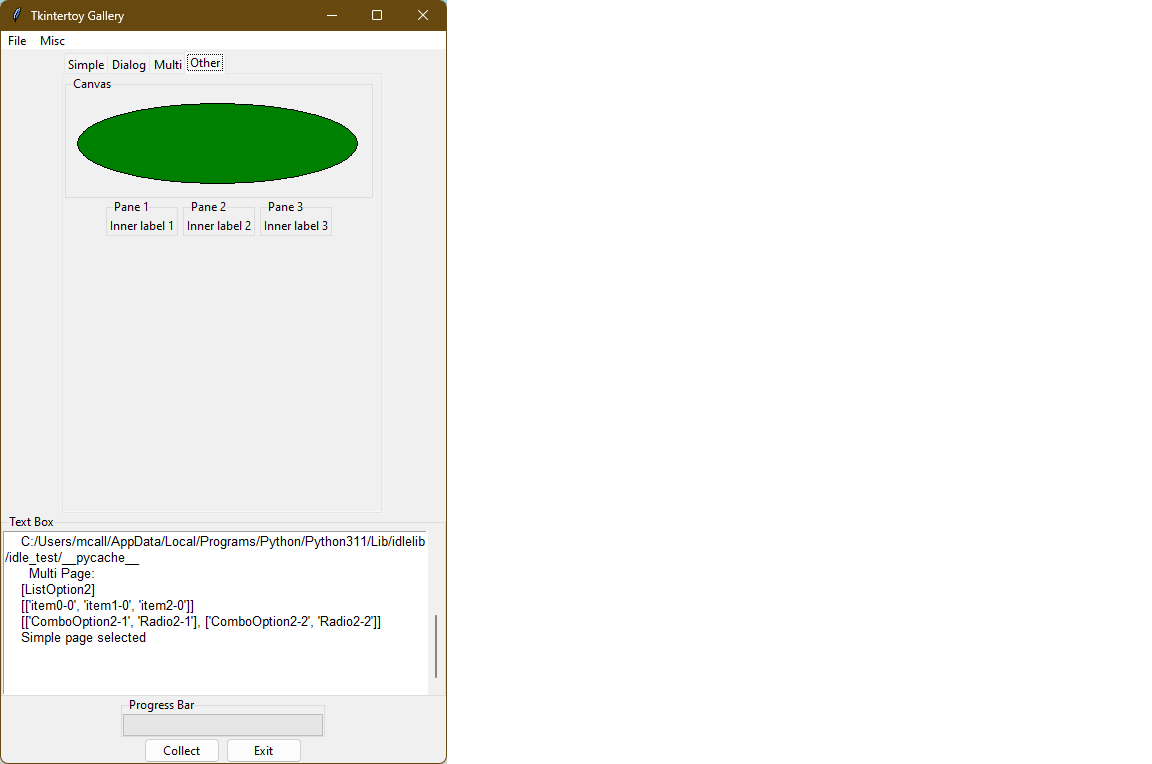 Tkintertoy Gallery
File Misc
Simple Dialog Multi Other
Canvas
Pane 1 Pane 2 Pane 3
Inner label 1 Inner label 2 Inner label 3
Text Box
C:/Users/mcall/AppData/Local/Programs/Python/Python311/Lib/idlelib
/idle_test/__pycache__
Multi Page:
[ListOption2]
[['item0-0', 'item1-0', 'item2-0']]
[['ComboOption2-1', 'Radio2-1'], ['ComboOption2-2', 'Radio2-2']]
Simple page selected
Progress Bar
Collect Exit